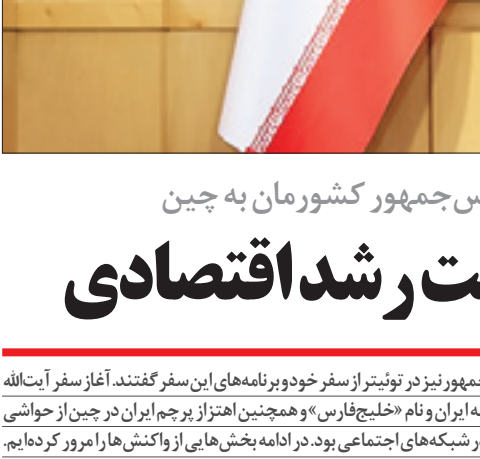 جمهور کشورمان به چین
رشد اقتصادی
نیز در توئیتر از سفر خود و برنامه‌های این سفر گفتند. آغاز سفر آیت‌الله
ایران و نام «خلیج‌فارس» و همچنین اهتزاز پرچم ایران در چین از حواشی
شبکه‌های اجتماعی بود. در ادامه بخش‌هایی از واکنش‌ها را مرور کرده‌ایم.